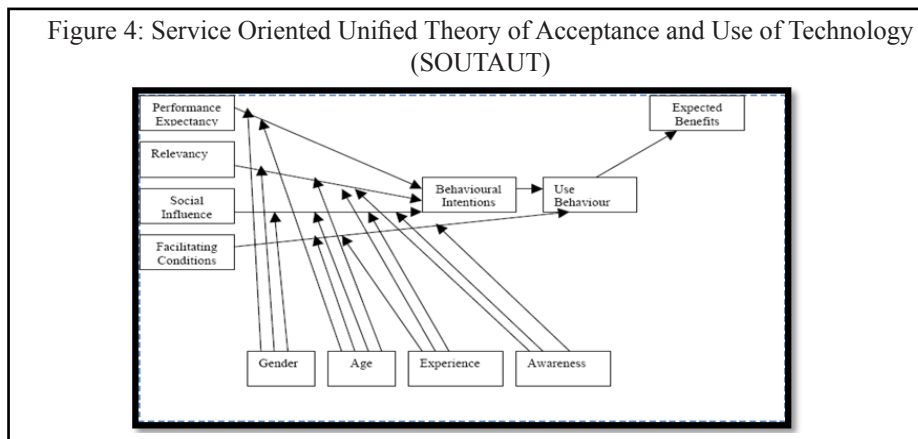 Figure 4: Service Oriented Unified Theory of Acceptance and Use of Technology
(SOUTAUT)
Performance
Expectancy
Expected
Benefits
Relevancy
Behavioural
Intentions
Use
Behaviour
Social
Influence
Facilitating
Conditions
Gender
Age
Experience
Awareness